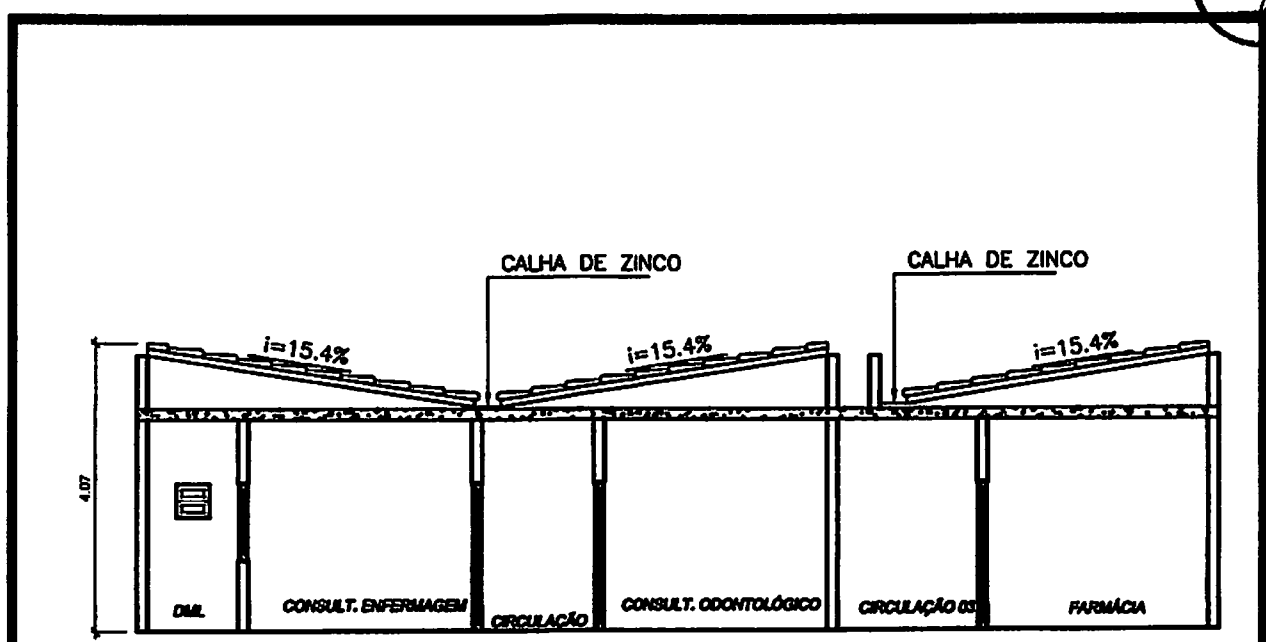 CALHA DE ZINCO
CALHA DE ZINCO
i=15.4%
i=15.4%
i=15.4%
4.07
DML
CONSULT. ENFERMAGEM
CIRCULAÇÃO
CONSULT. ODONTOLÓGICO
CIRCULAÇÃO 03
FARMÁCIA